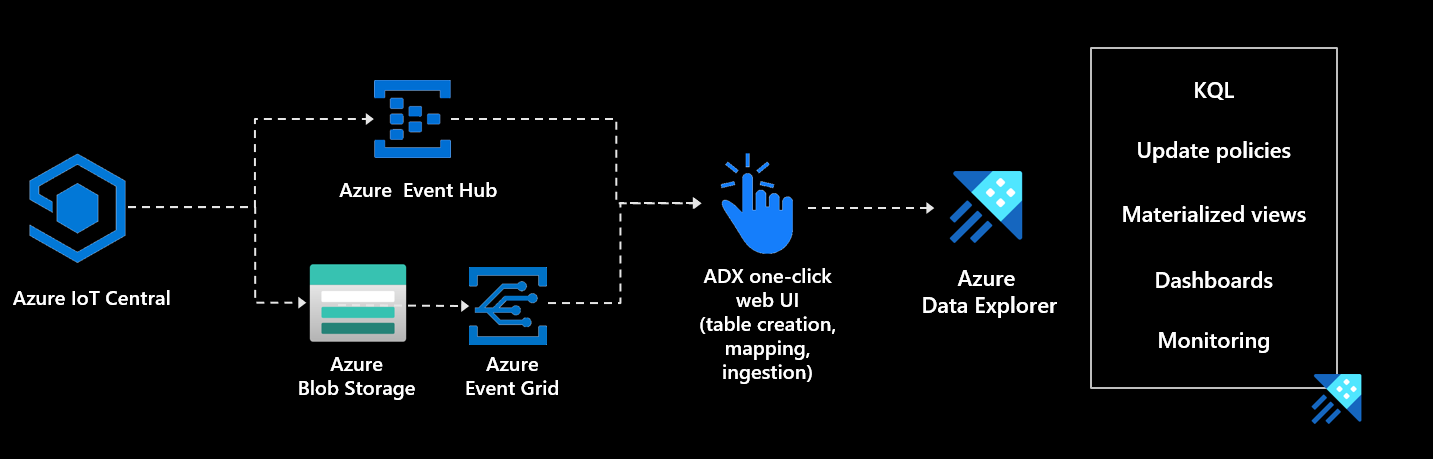 Azure IoT Central
Azure Event Hub
Azure
Blob Storage
Azure
Event Grid
ADX one-click
web UI
(table creation,
mapping,
ingestion)
Azure
Data Explorer
KQL
Update policies
Materialized views
Dashboards
Monitoring